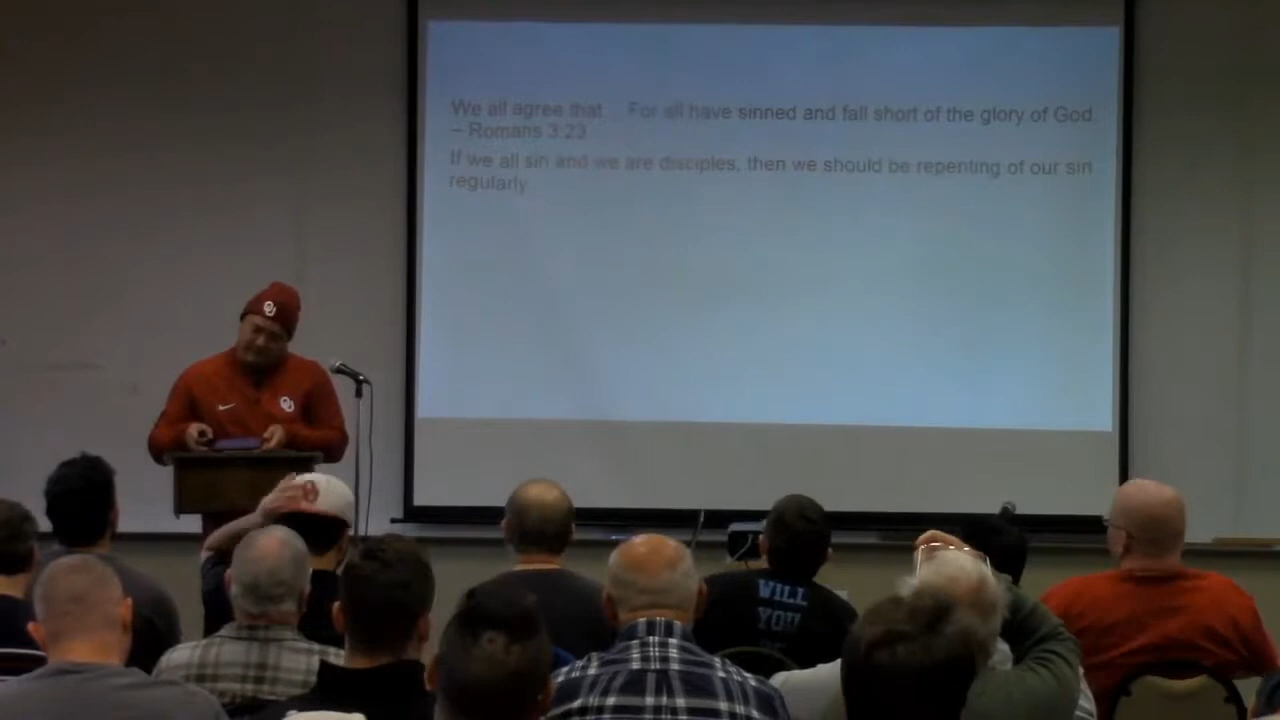 We all agree that For all have sinned and fall short of the glory of God.
– Romans 3:23
If we all sin and we are disciples, then we should be repenting of our sin
regularly
OU
OU
WILL
YOU